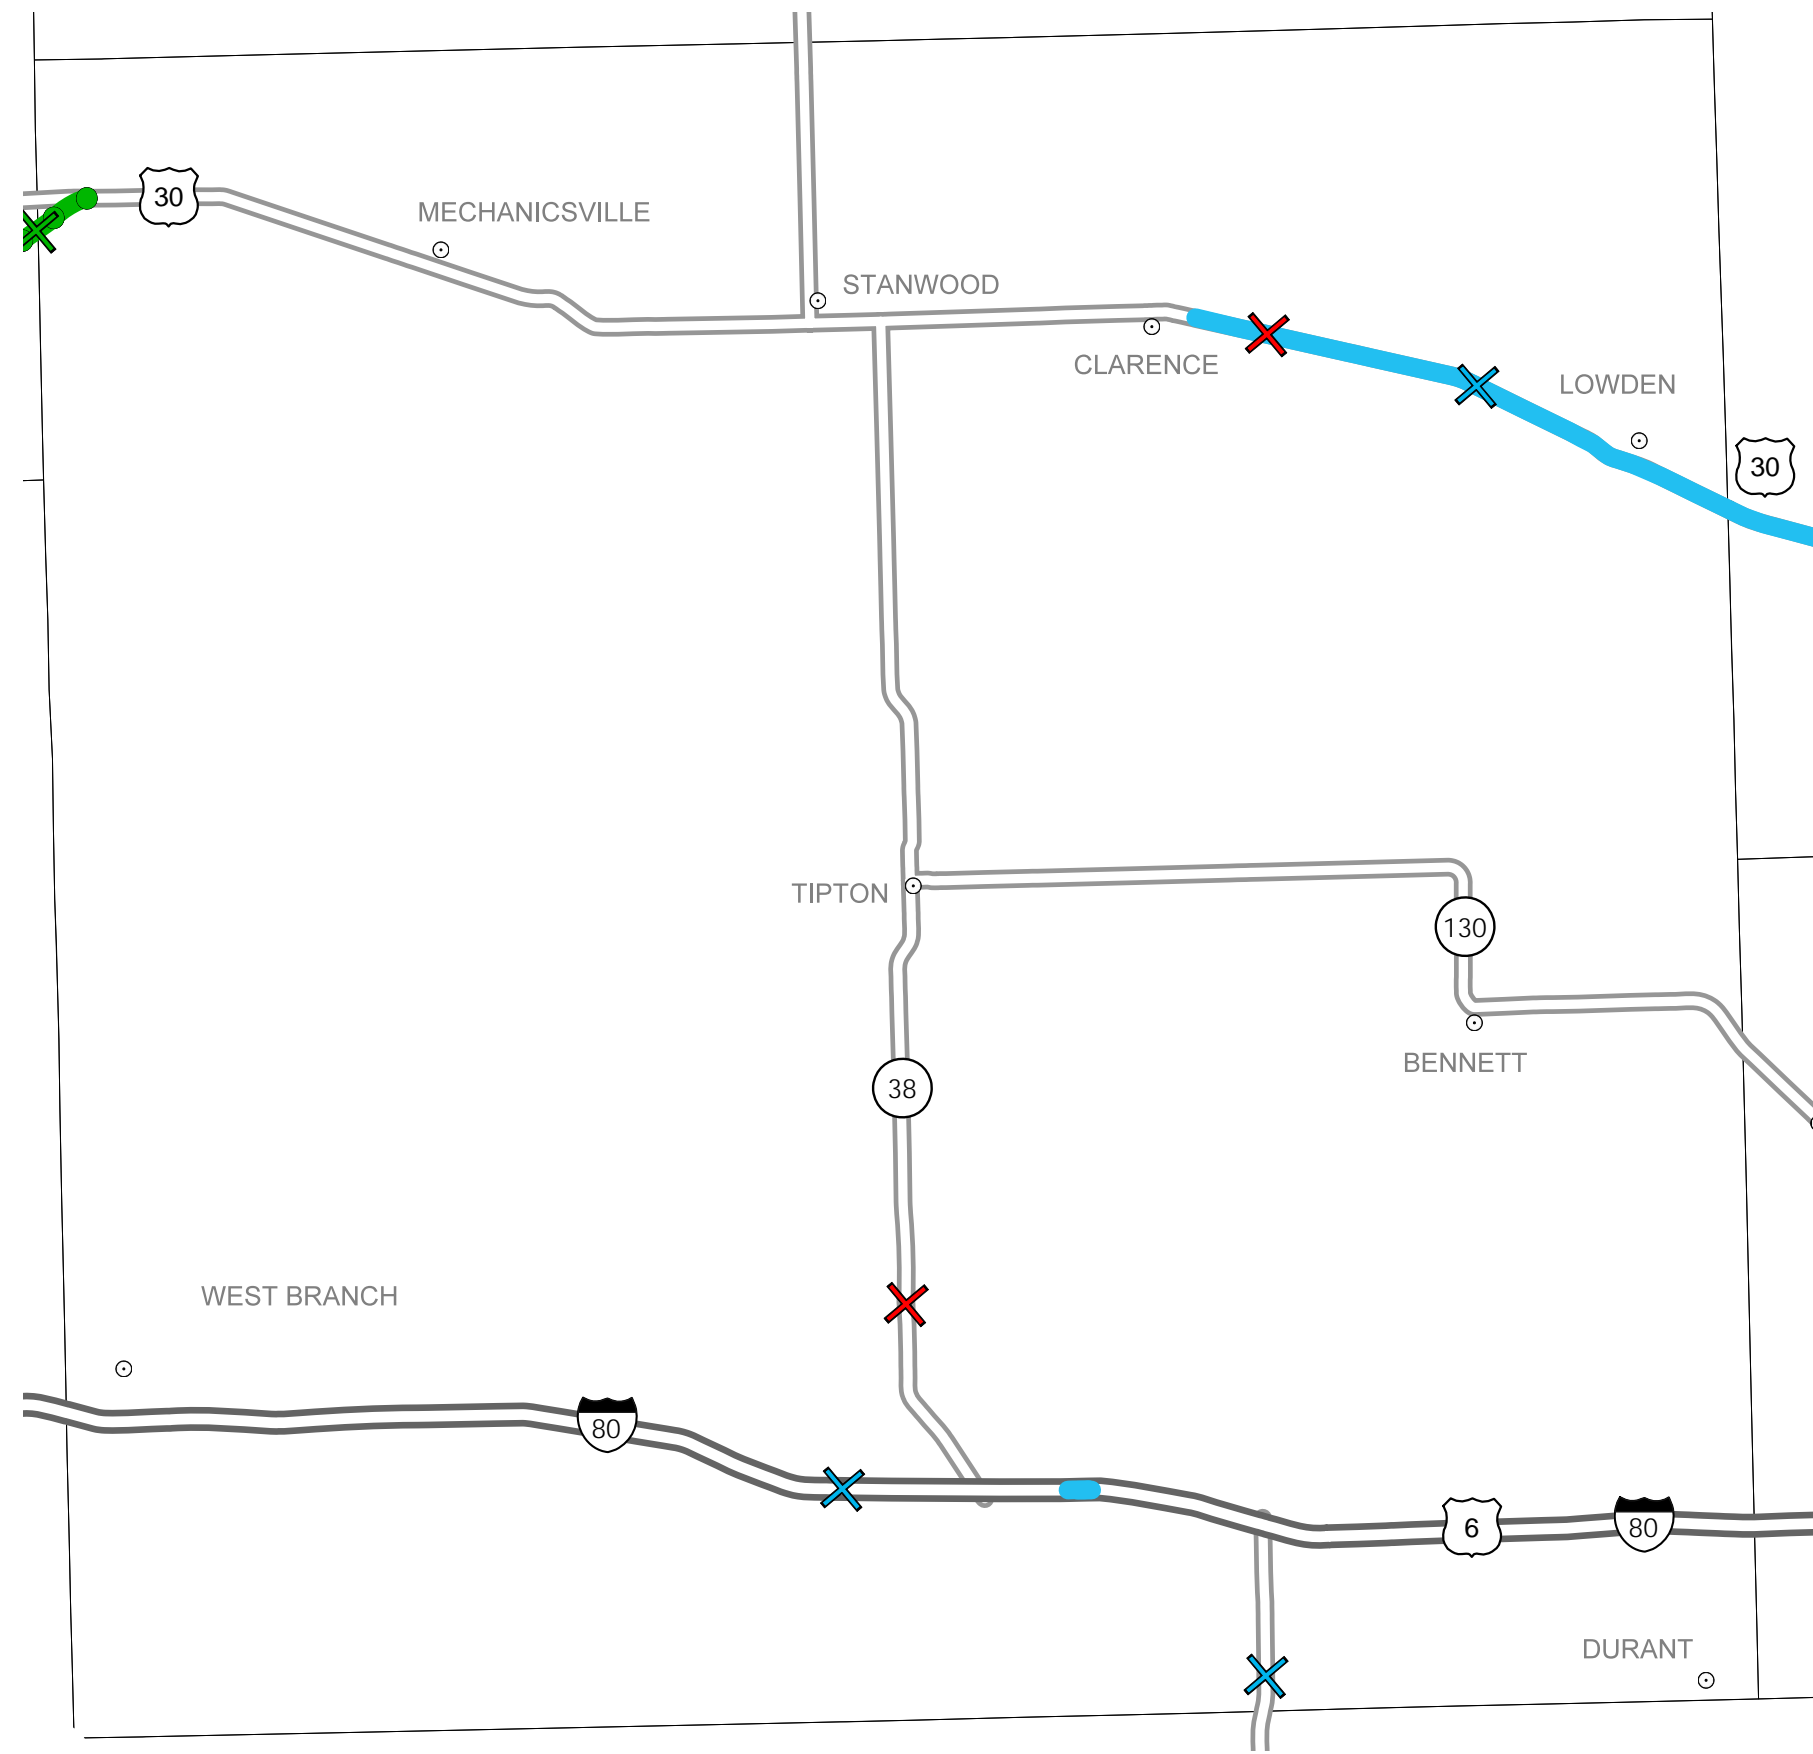 30
MECHANICSVILLE
STANWOOD
CLARENCE
LOWDEN
30
TIPTON
130
BENNETT
38
WEST BRANCH
80
6
80
DURANT